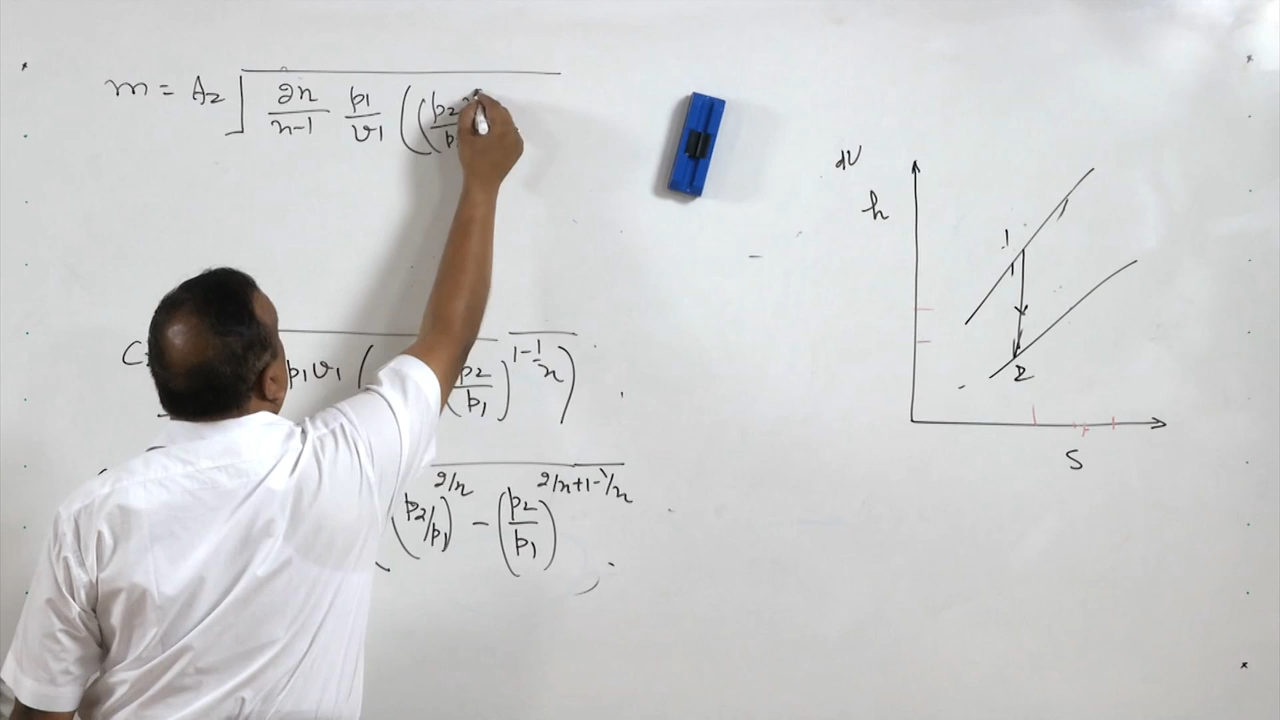 m = A₂ √ 2n/n-1 p₁/v₁ ((p₂/p
C
p₁v₁ ( (p₂/p₁)^1-1/n )
(p₂/p₁)^2/n - (p₂/p₁)^2/n+1-1/n )
dV
h
1
2
S